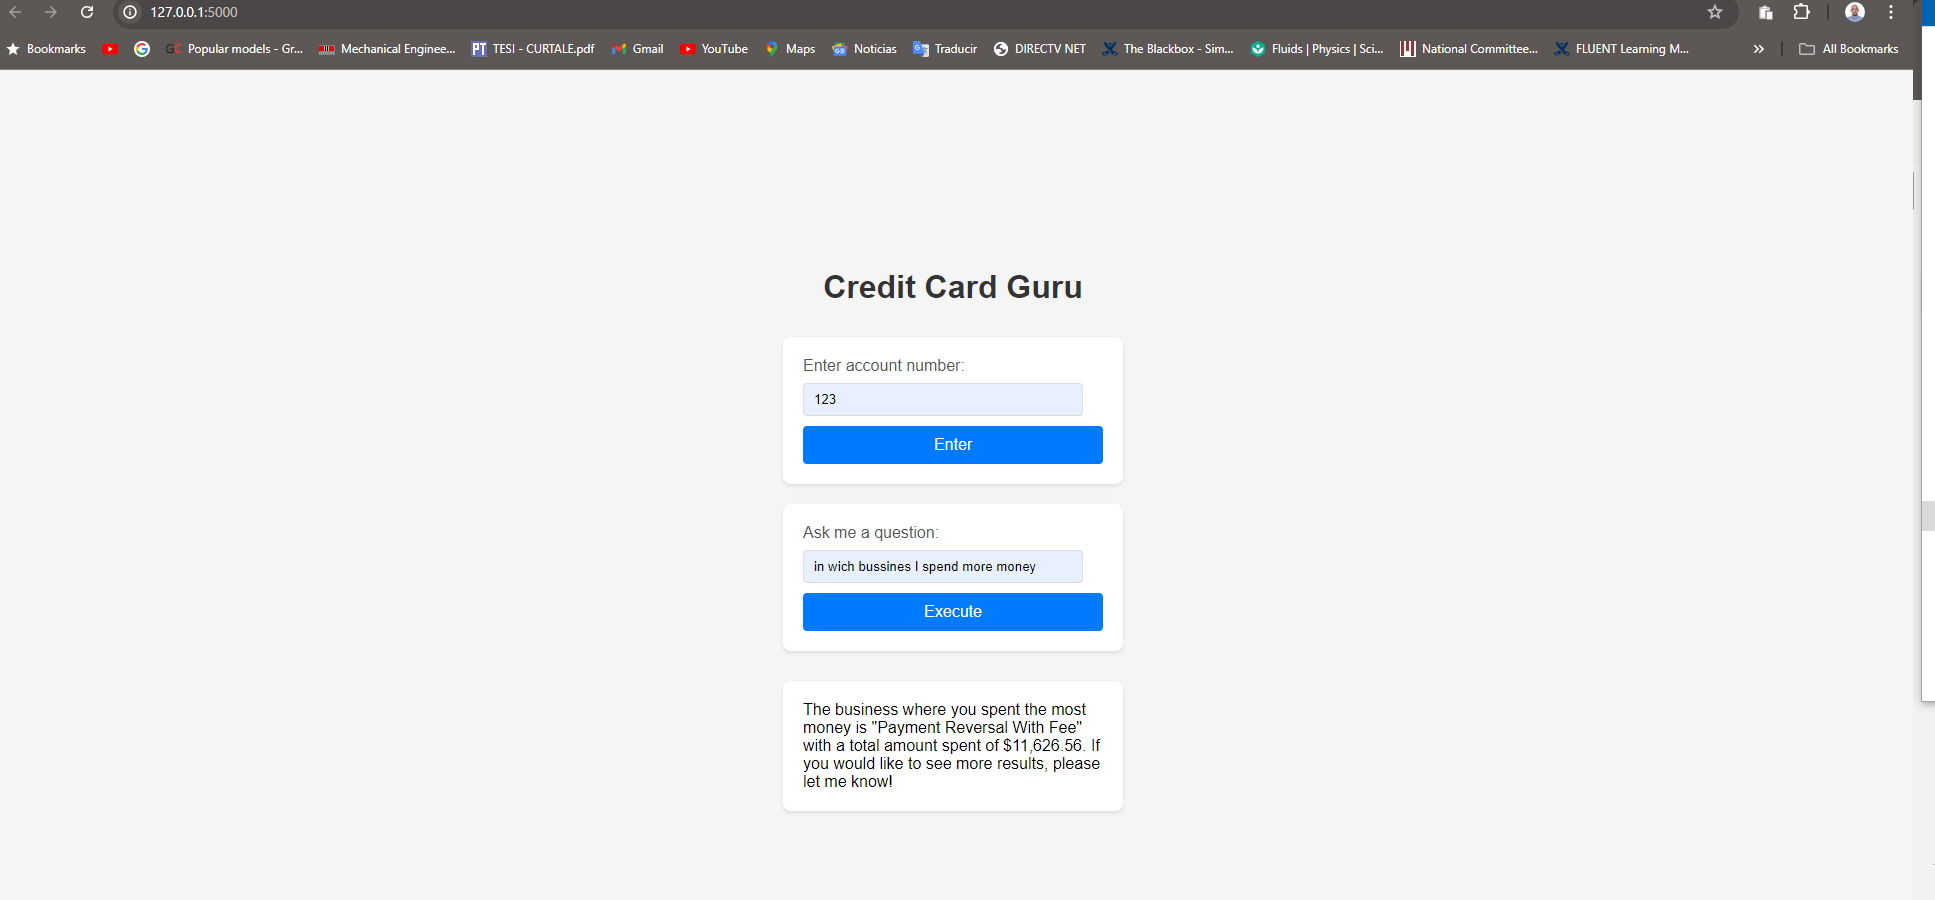 127.0.0.1:5000
Bookmarks
GC Popular models - Gr...
Mechanical Enginee...
PT TESI - CURTALE.pdf
Gmail
YouTube
Maps
Noticias
Traducir
DIRECTV NET
The Blackbox - Sim...
Fluids | Physics | Sci...
National Committee...
FLUENT Learning M...
All Bookmarks
Credit Card Guru
Enter account number:
123
Enter
Ask me a question:
in wich bussines I spend more money
Execute
The business where you spent the most
money is "Payment Reversal With Fee"
with a total amount spent of $11,626.56. If
you would like to see more results, please
let me know!